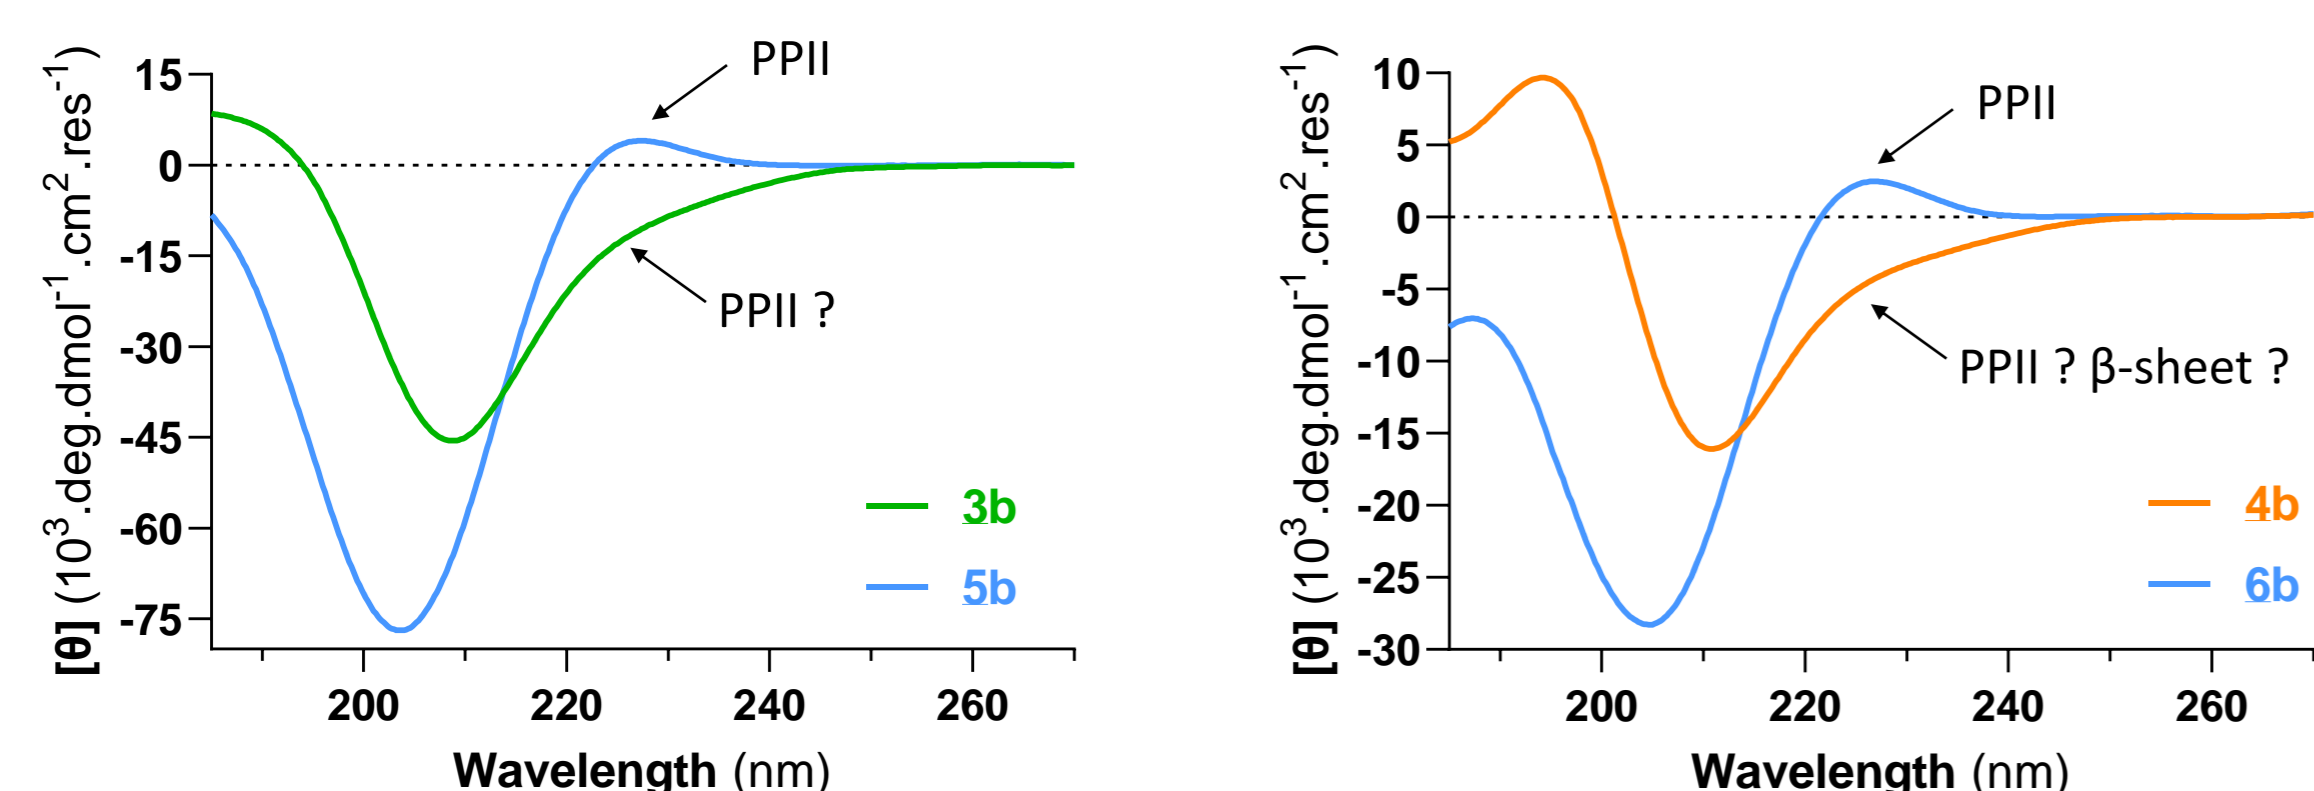 [θ] (10³.deg.dmol⁻¹.cm².res⁻¹)
15
0
-15
-30
-45
-60
-75
PPII
PPII ?
3b
5b
200 220 240 260
Wavelength (nm)
[θ] (10³.deg.dmol⁻¹.cm².res⁻¹)
10
5
0
-5
-10
-15
-20
-25
-30
PPII
PPII ? β-sheet ?
4b
6b
200 220 240 260
Wavelength (nm)